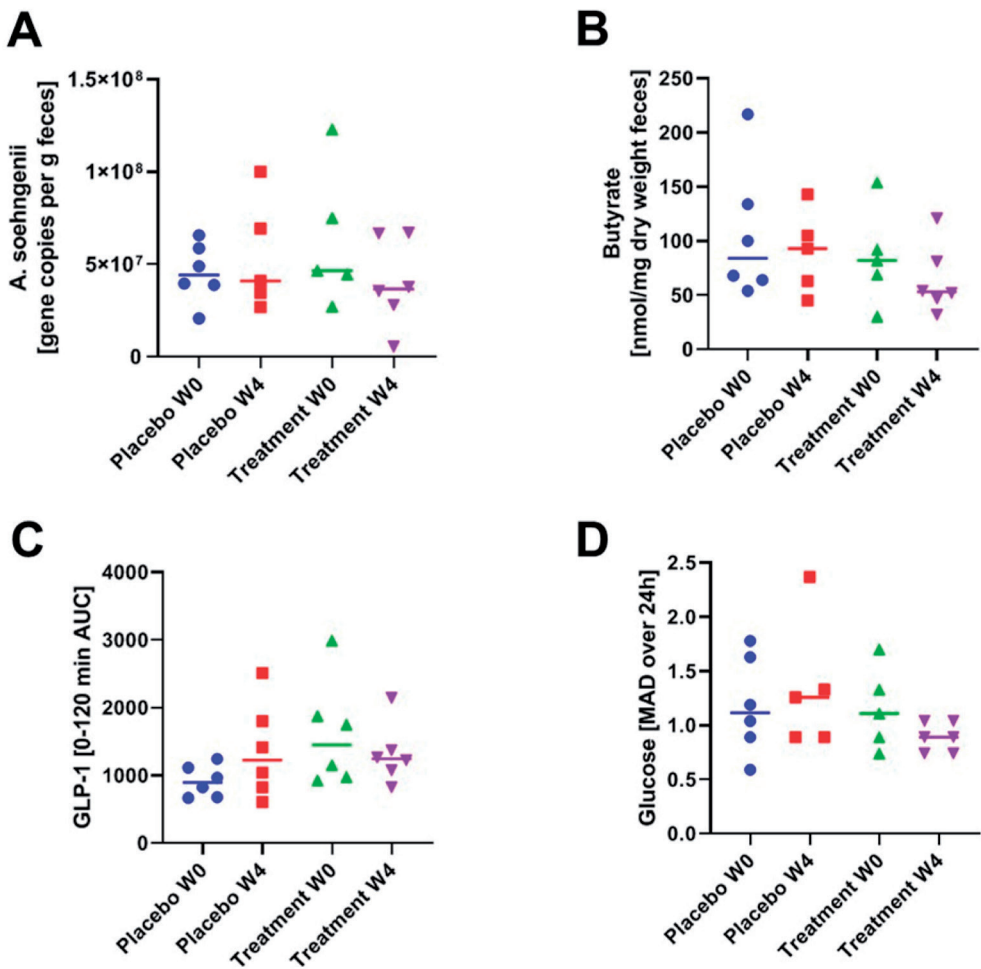 A
A. soehngenii
[gene copies per g feces]
1.5×10⁸
1×10⁸
5×10⁷
0
Placebo W0
Placebo W4
Treatment W0
Treatment W4
B
Butyrate
[nmol/mg dry weight feces]
250
200
150
100
50
0
Placebo W0
Placebo W4
Treatment W0
Treatment W4
C
GLP-1 [0-120 min AUC]
4000
3000
2000
1000
0
Placebo W0
Placebo W4
Treatment W0
Treatment W4
D
Glucose [MAD over 24h]
2.5
2.0
1.5
1.0
0.5
0.0
Placebo W0
Placebo W4
Treatment W0
Treatment W4